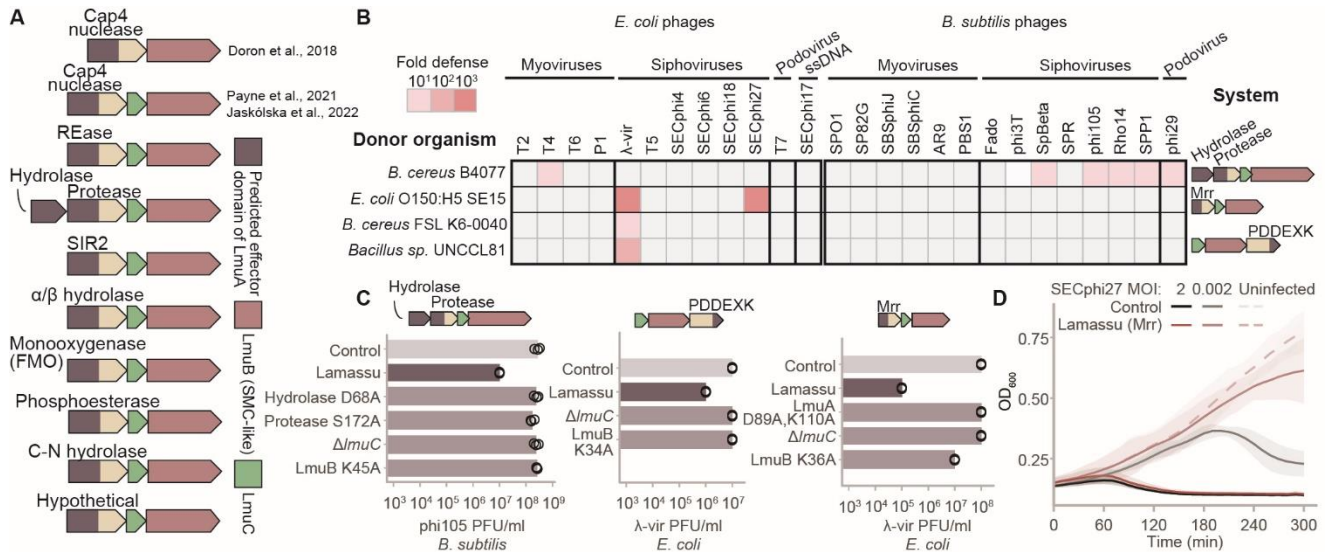 A
Cap4
nuclease
Doron et al., 2018
Cap4
nuclease
Payne et al., 2021
Jaskólska et al., 2022
REase
Hydrolase
Protease
SIR2
α/β hydrolase
Monooxygenase
(FMO)
Phosphoesterase
C-N hydrolase
Hypothetical
Predicted effector
domain of LmuA
LmuB (SMC-like)
LmuC
B
E. coli phages
B. subtilis phages
Fold defense
10¹ 10² 10³
Myoviruses
Siphoviruses
Podovirus
ssDNA
Myoviruses
Siphoviruses
Podovirus
Donor organism
System
T2
T4
T6
P1
λ-vir
T5
SECphi4
SECphi6
SECphi18
SECphi27
T7
SECphi17
SPO1
SP82G
SBSphiJ
SBSphiC
AR9
PBS1
Fado
phi3T
SpBeta
SPR
phi105
Rho14
SPP1
phi29
B. cereus B4077
Hydrolase
Protease
E. coli O150:H5 SE15
Mrr
B. cereus FSL K6-0040
Bacillus sp. UNCCL81
PDDEXK
C
Hydrolase
Protease
Control
Lamassu
Hydrolase D68A
Protease S172A
ΔlmuC
LmuB K45A
10³ 10⁴ 10⁵ 10⁶ 10⁷ 10⁸ 10⁹
phi105 PFU/ml
B. subtilis
PDDEXK
Control
Lamassu
ΔlmuC
LmuB
K34A
10³ 10⁴ 10⁵ 10⁶ 10⁷
λ-vir PFU/ml
E. coli
Mrr
Control
Lamassu
LmuA
D89A,K110A
ΔlmuC
LmuB K36A
10³ 10⁴ 10⁵ 10⁶ 10⁷ 10⁸
λ-vir PFU/ml
E. coli
D
SECphi27 MOI: 2 0.002 Uninfected
Control
Lamassu (Mrr)
OD₆₀₀
0.75
0.50
0.25
0 60 120 180 240 300
Time (min)